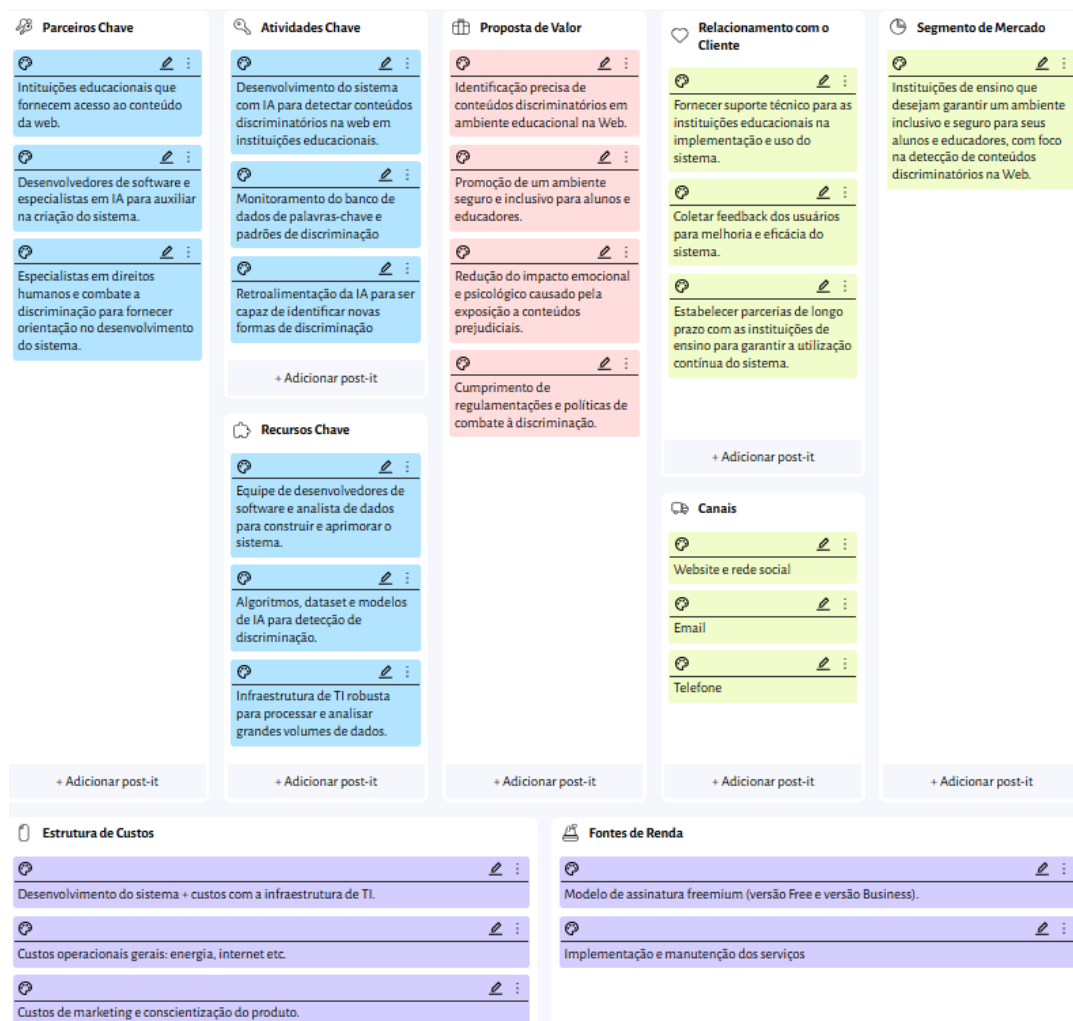 Parceiros Chave
Intituições educacionais que
fornecem acesso ao conteúdo
da web.
Desenvolvedores de software e
especialistas em IA para auxiliar
na criação do sistema.
Especialistas em direitos
humanos e combate a
discriminação para fornecer
orientação no desenvolvimento
do sistema.
+ Adicionar post-it
Atividades Chave
Desenvolvimento do sistema
com IA para detectar conteúdos
discriminatórios na web em
instituições educacionais.
Monitoramento do banco de
dados de palavras-chave e
padrões de discriminação
Retroalimentação da IA para ser
capaz de identificar novas
formas de discriminação
+ Adicionar post-it
Recursos Chave
Equipe de desenvolvedores de
software e analista de dados
para construir e aprimorar o
sistema.
Algoritmos, dataset e modelos
de IA para detecção de
discriminação.
Infraestrutura de TI robusta
para processar e analisar
grandes volumes de dados.
+ Adicionar post-it
Proposta de Valor
Identificação precisa de
conteúdos discriminatórios em
ambiente educacional na Web.
Promoção de um ambiente
seguro e inclusivo para alunos e
educadores.
Redução do impacto emocional
e psicológico causado pela
exposição a conteúdos
prejudiciais.
Cumprimento de
regulamentações e políticas de
combate à discriminação.
+ Adicionar post-it
Relacionamento com o
Cliente
Fornecer suporte técnico para as
instituições educacionais na
implementação e uso do
sistema.
Coletar feedback dos usuários
para melhoria e eficácia do
sistema.
Estabelecer parcerias de longo
prazo com as instituições de
ensino para garantir a utilização
contínua do sistema.
+ Adicionar post-it
Canais
Website e rede social
Email
Telefone
+ Adicionar post-it
Segmento de Mercado
Instituições de ensino que
desejam garantir um ambiente
inclusivo e seguro para seus
alunos e educadores, com foco
na detecção de conteúdos
discriminatórios na Web.
+ Adicionar post-it
Estrutura de Custos
Desenvolvimento do sistema + custos com a infraestrutura de TI.
Custos operacionais gerais: energia, internet etc.
Custos de marketing e conscientização do produto.
Fontes de Renda
Modelo de assinatura freemium (versão Free e versão Business).
Implementação e manutenção dos serviços